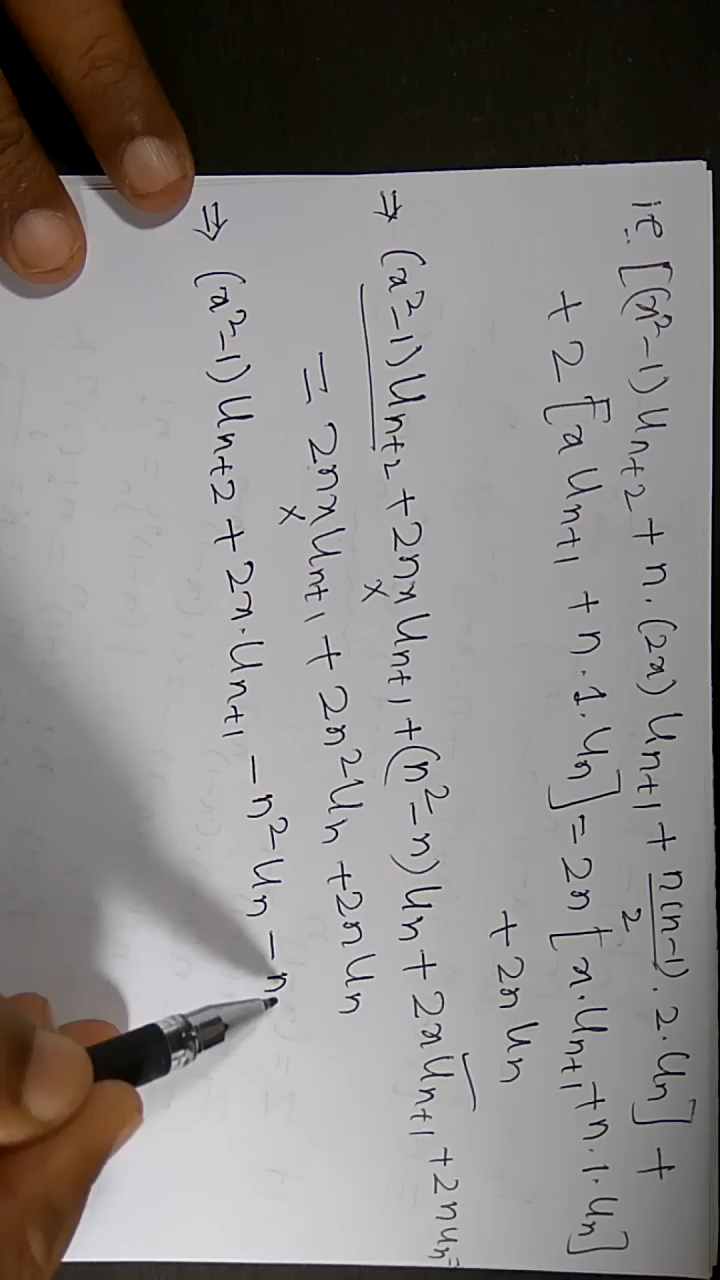 ie. [(x²-1) Un+2 + n.(2x) Un+1 + n(n-1)/2 . 2. Un] +
+ 2 [x Un+1 + n.1.Un] = 2n [x.Un+1 + n.1.Un]
+ 2n Un
⇒ (x²-1) Un+2 + 2nx Un+1 + (n²-n) Un + 2x Un+1 + 2n Un =
= 2nx Un+1 + 2n² Un + 2n Un
⇒ (x²-1) Un+2 + 2x. Un+1 - n² Un - n